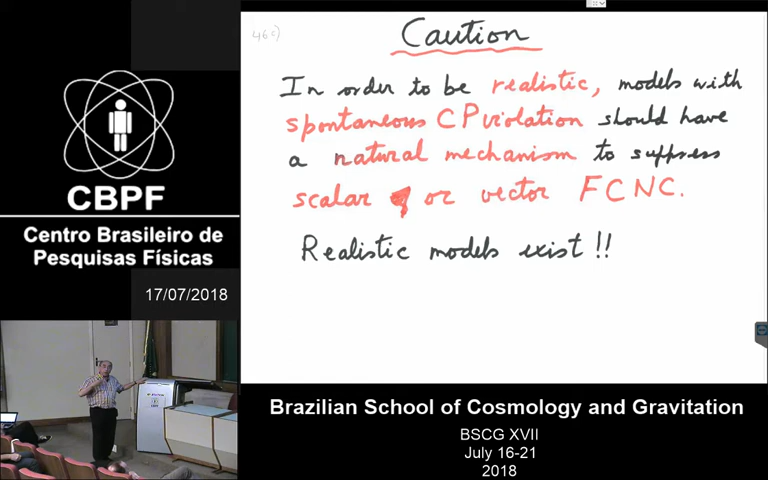 46c)
Caution
In order to be realistic, models with
spontaneous CP violation should have
a natural mechanism to suppress
scalar or vector FCNC.
Realistic models exist !!
CBPF
Centro Brasileiro de
Pesquisas Físicas
17/07/2018
Brazilian School of Cosmology and Gravitation
BSCG XVII
July 16-21
2018